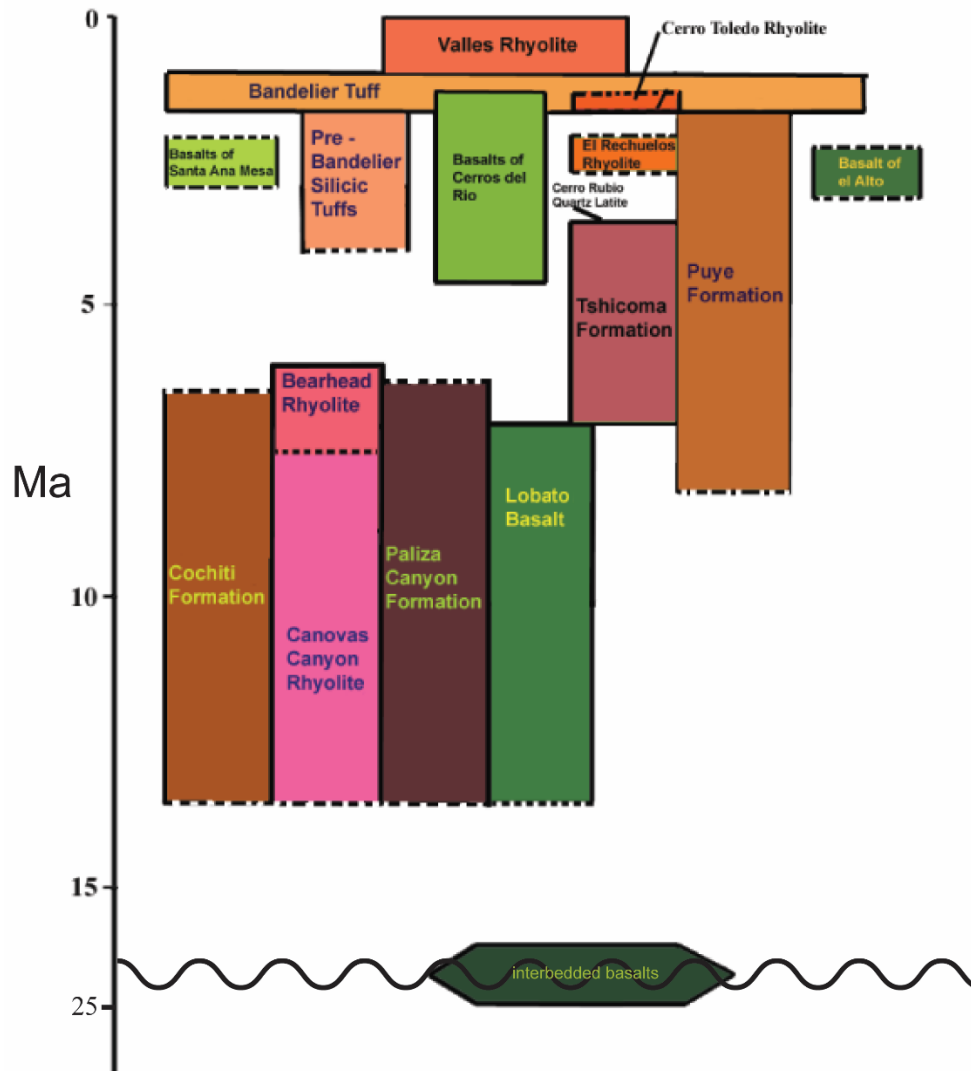 0
Valles Rhyolite
Cerro Toledo Rhyolite
Bandelier Tuff
Basalts of
Santa Ana Mesa
Pre -
Bandelier
Silicic
Tuffs
Basalts of
Cerros del
Rio
El Rechuelos
Rhyolite
Cerro Rubio
Quartz Latite
Basalt of
el Alto
Puye
Formation
5
Tshicoma
Formation
Bearhead
Rhyolite
Ma
Lobato
Basalt
Cochiti
Formation
Paliza
Canyon
Formation
10
Canovas
Canyon
Rhyolite
15
interbedded basalts
25